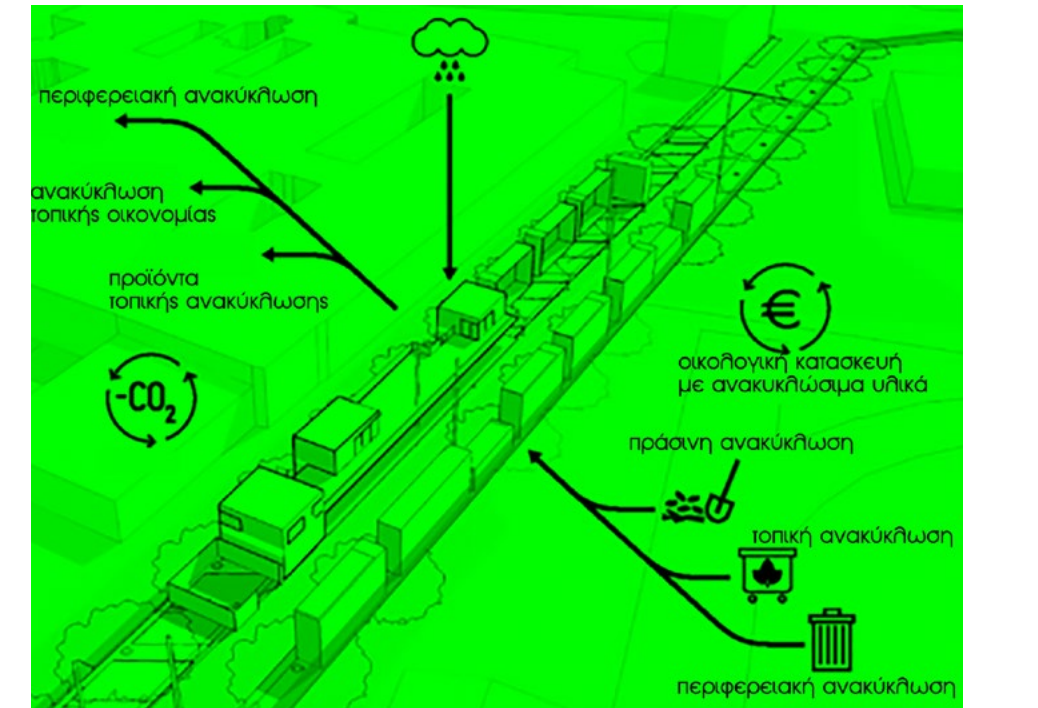 περιφερειακή ανακύκλωση
ανακύκλωση
τοπικής οικονομίας
προϊόντα
τοπικής ανακύκλωσης
-CO₂
€
οικολογική κατασκευή
με ανακυκλώσιμα υλικά
πράσινη ανακύκλωση
τοπική ανακύκλωση
περιφερειακή ανακύκλωση